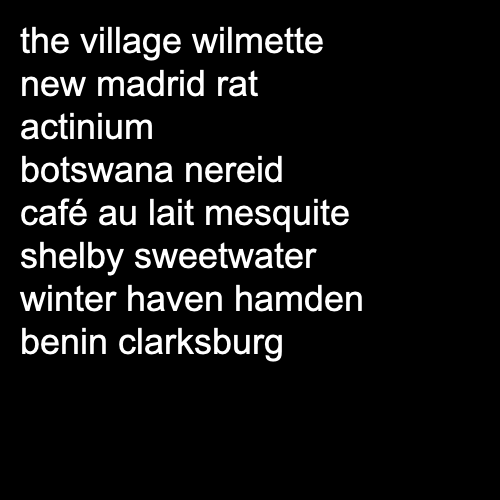 the village wilmette
new madrid rat
actinium
botswana nereid
café au lait mesquite
shelby sweetwater
winter haven hamden
benin clarksburg